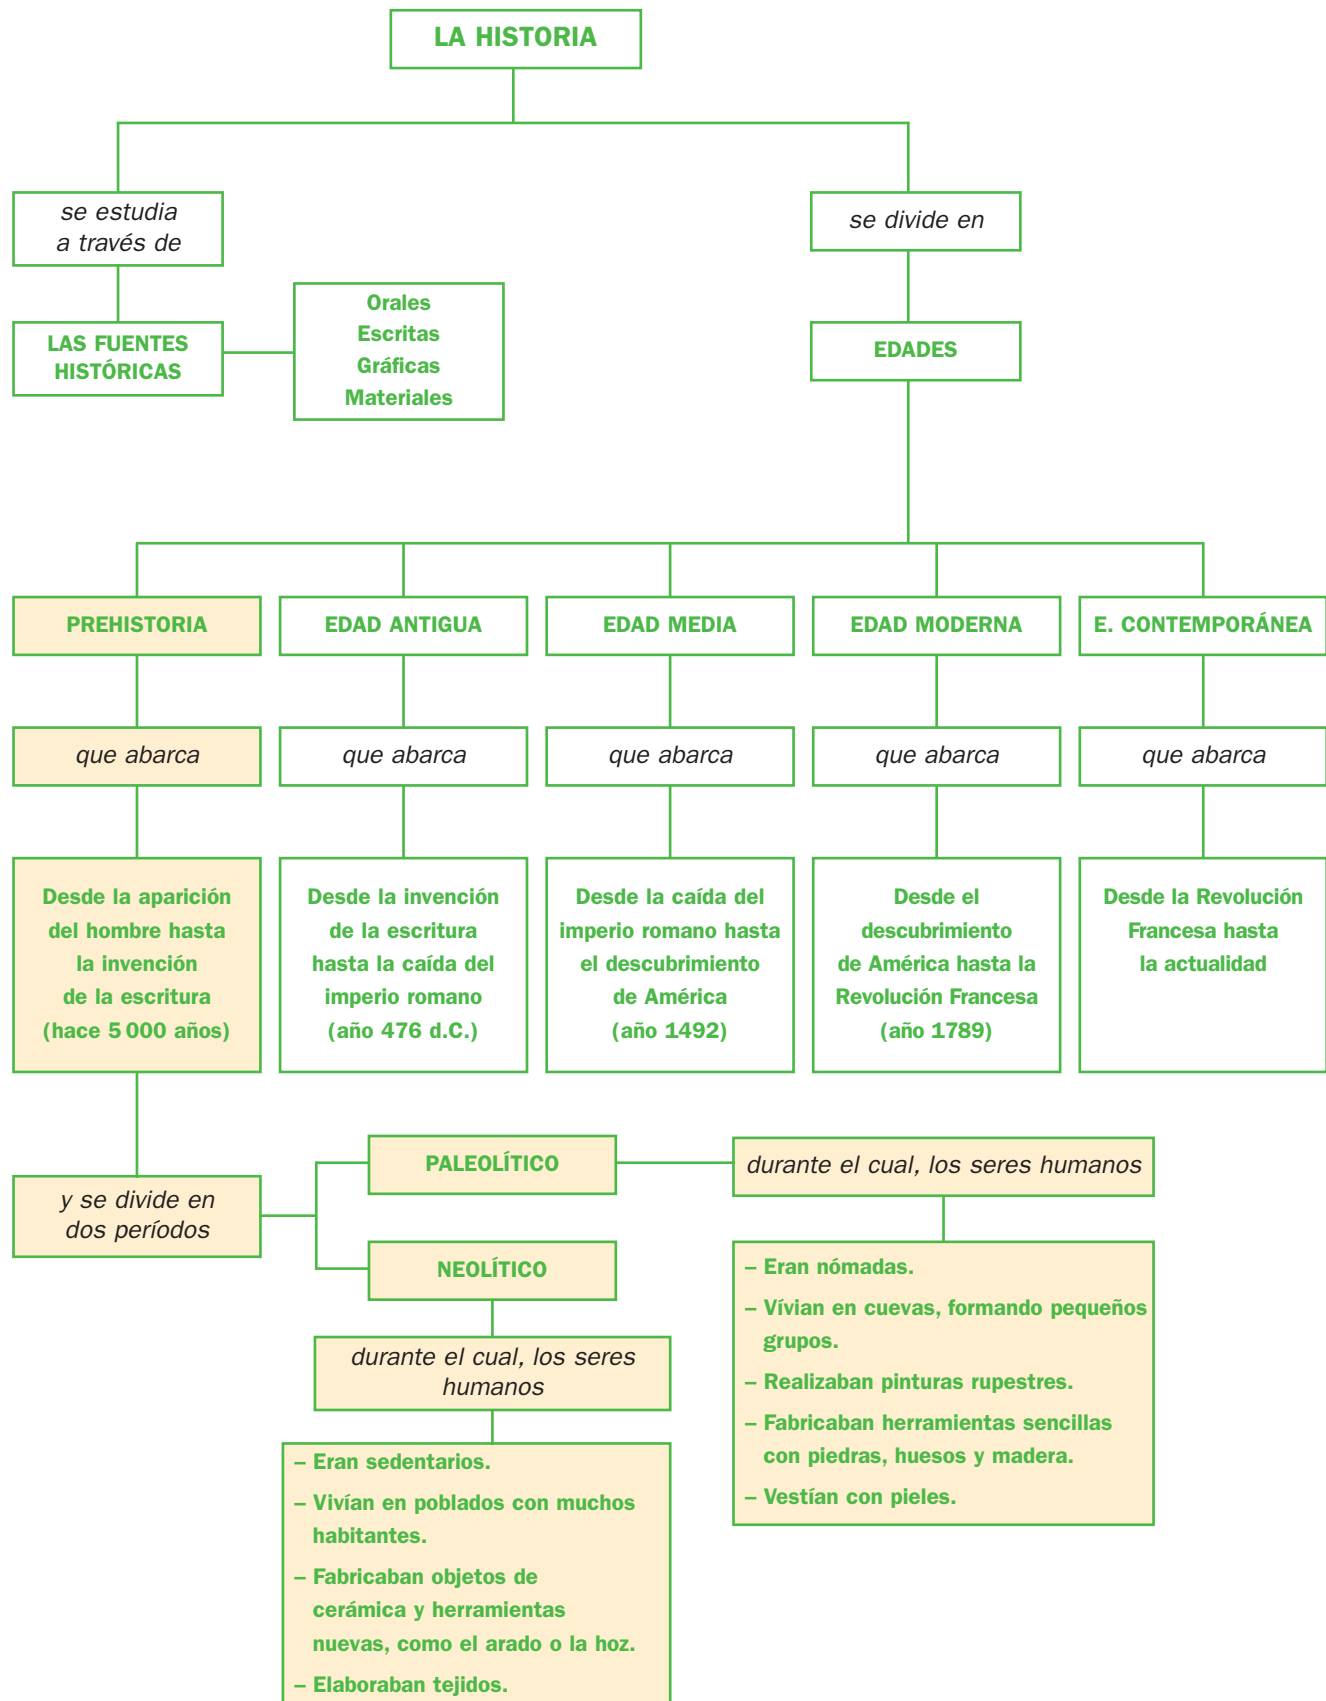 LA HISTORIA
se estudia
a través de
se divide en
LAS FUENTES
HISTÓRICAS
Orales
Escritas
Gráficas
Materiales
EDADES
PREHISTORIA
EDAD ANTIGUA
EDAD MEDIA
EDAD MODERNA
E. CONTEMPORÁNEA
que abarca
que abarca
que abarca
que abarca
que abarca
Desde la aparición
del hombre hasta
la invención
de la escritura
(hace 5 000 años)
Desde la invención
de la escritura
hasta la caída del
imperio romano
(año 476 d.C.)
Desde la caída del
imperio romano hasta
el descubrimiento
de América
(año 1492)
Desde el
descubrimiento
de América hasta la
Revolución Francesa
(año 1789)
Desde la Revolución
Francesa hasta
la actualidad
y se divide en
dos períodos
PALEOLÍTICO
durante el cual, los seres humanos
– Eran nómadas.
– Vívian en cuevas, formando pequeños
grupos.
– Realizaban pinturas rupestres.
– Fabricaban herramientas sencillas
con piedras, huesos y madera.
– Vestían con pieles.
NEOLÍTICO
durante el cual, los seres
humanos
– Eran sedentarios.
– Vivían en poblados con muchos
habitantes.
– Fabricaban objetos de
cerámica y herramientas
nuevas, como el arado o la hoz.
– Elaboraban tejidos.